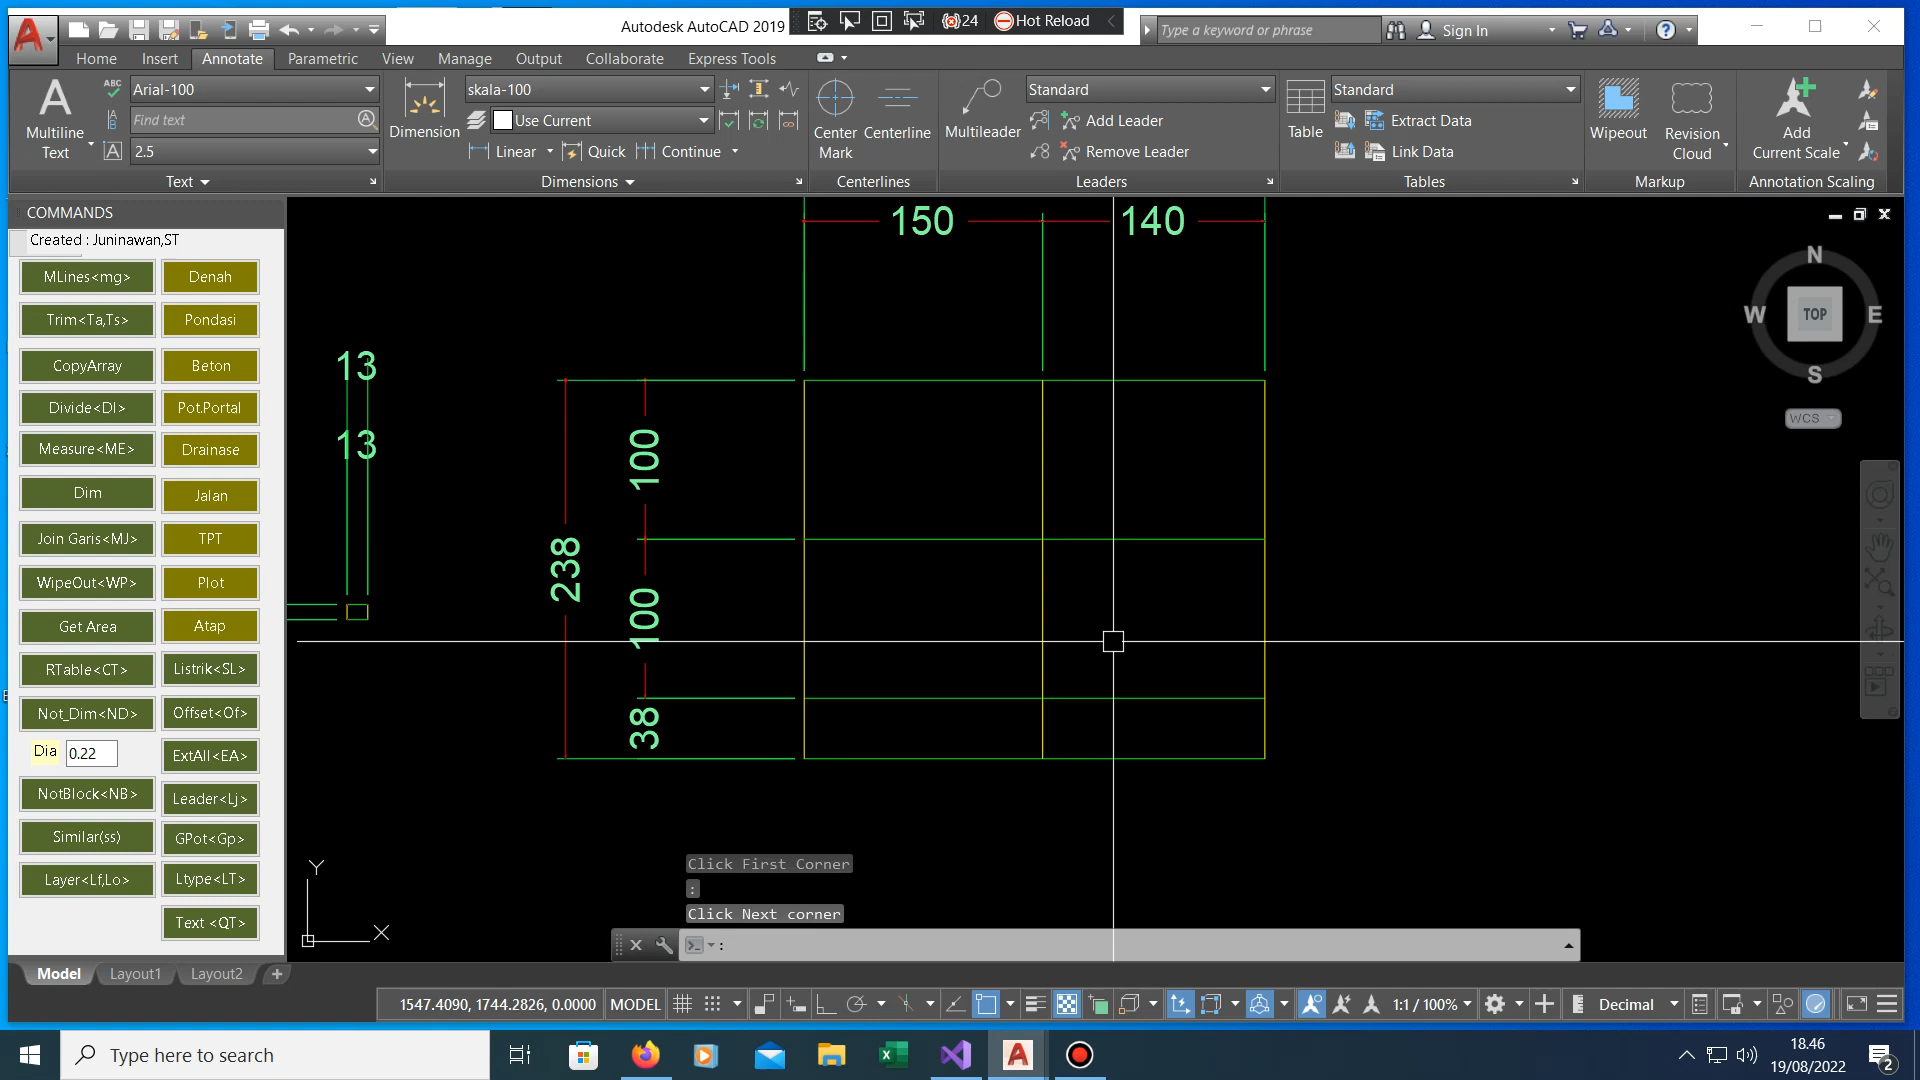 Autodesk AutoCAD 2019
24
Hot Reload
Type a keyword or phrase
Sign In
Home
Insert
Annotate
Parametric
View
Manage
Output
Collaborate
Express Tools
Multiline
Text
ABC
Arial-100
Find text
2.5
Text
Dimension
skala-100
Use Current
Linear
Quick
Continue
Dimensions
Center
Mark
Centerline
Centerlines
Multileader
Standard
Add Leader
Remove Leader
Leaders
Table
Standard
Extract Data
Link Data
Tables
Wipeout
Revision
Cloud
Markup
Add
Current Scale
Annotation Scaling
COMMANDS
Created : Juninawan,ST
MLines<mg>
Denah
Trim<Ta,Ts>
Pondasi
CopyArray
Beton
Divide<DI>
Pot.Portal
Measure<ME>
Drainase
Dim
Jalan
Join Garis<MJ>
TPT
WipeOut<WP>
Plot
Get Area
Atap
RTable<CT>
Listrik<SL>
Not_Dim<ND>
Offset<Of>
Dia
0.22
ExtAll<EA>
NotBlock<NB>
Leader<Lj>
Similar(ss)
GPot<Gp>
Layer<Lf,Lo>
Ltype<LT>
Text <QT>
150
140
13
13
100
238
100
38
N
W
TOP
E
S
WCS
Y
X
Click First Corner
:
Click Next corner
:
Model
Layout1
Layout2
1547.4090, 1744.2826, 0.0000
MODEL
1:1 / 100%
Decimal
Type here to search
18.46
19/08/2022
2